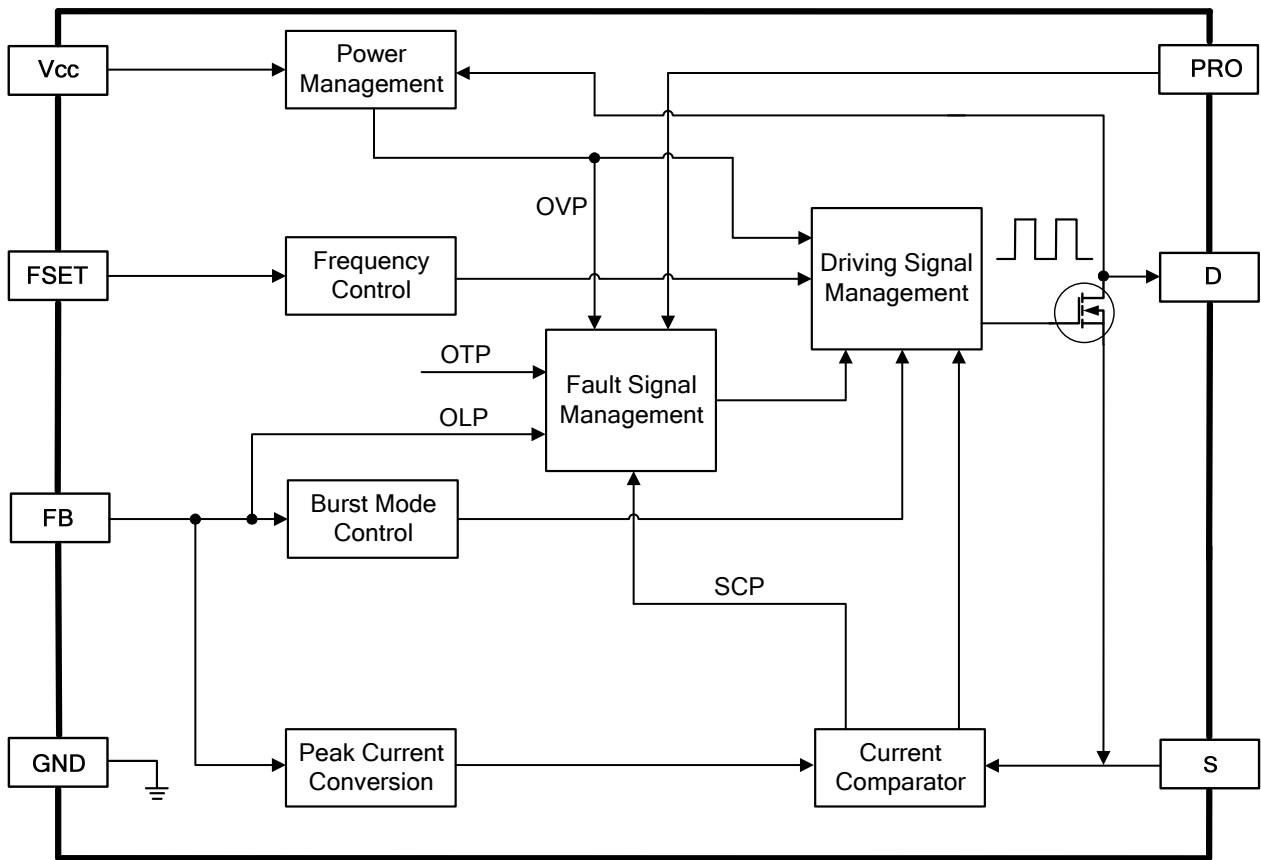 Vcc
Power
Management
PRO
OVP
FSET
Frequency
Control
Driving Signal
Management
D
OTP
Fault Signal
Management
OLP
FB
Burst Mode
Control
SCP
GND
Peak Current
Conversion
Current
Comparator
S